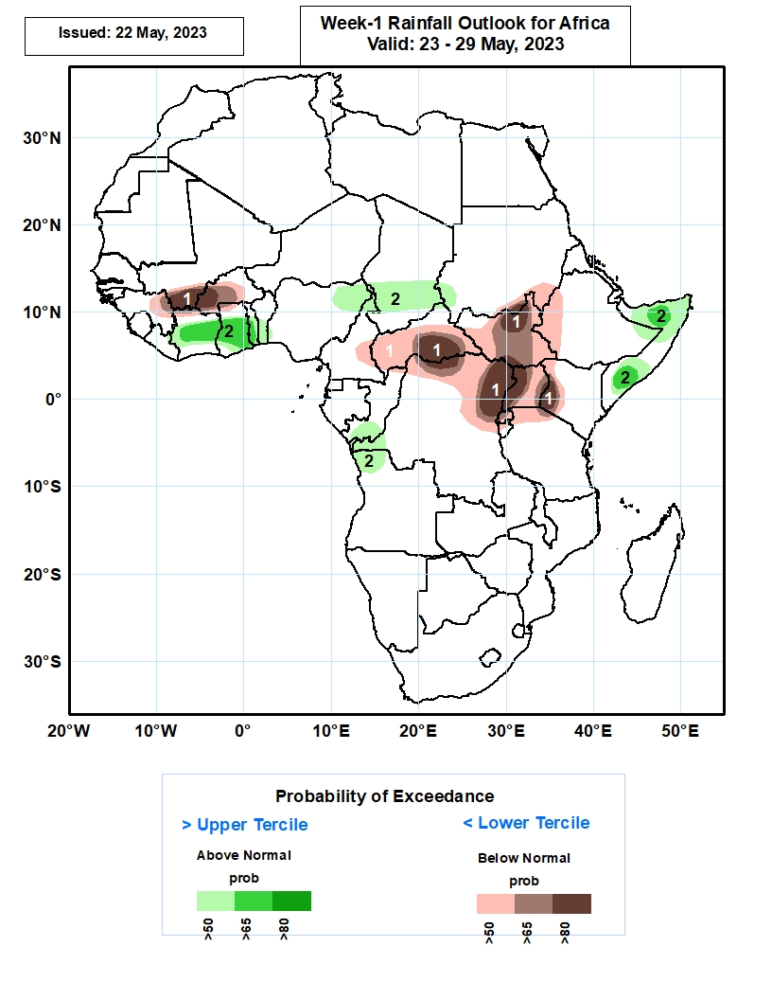 Issued: 22 May, 2023
Week-1 Rainfall Outlook for Africa
Valid: 23 - 29 May, 2023
30°N
20°N
10°N
0°
10°S
20°S
30°S
1
2
2
1
1
1
1
1
2
2
2
20°W
10°W
0°
10°E
20°E
30°E
40°E
50°E
Probability of Exceedance
> Upper Tercile
< Lower Tercile
Above Normal
Below Normal
prob
prob
>50
>65
>80
>50
>65
>80